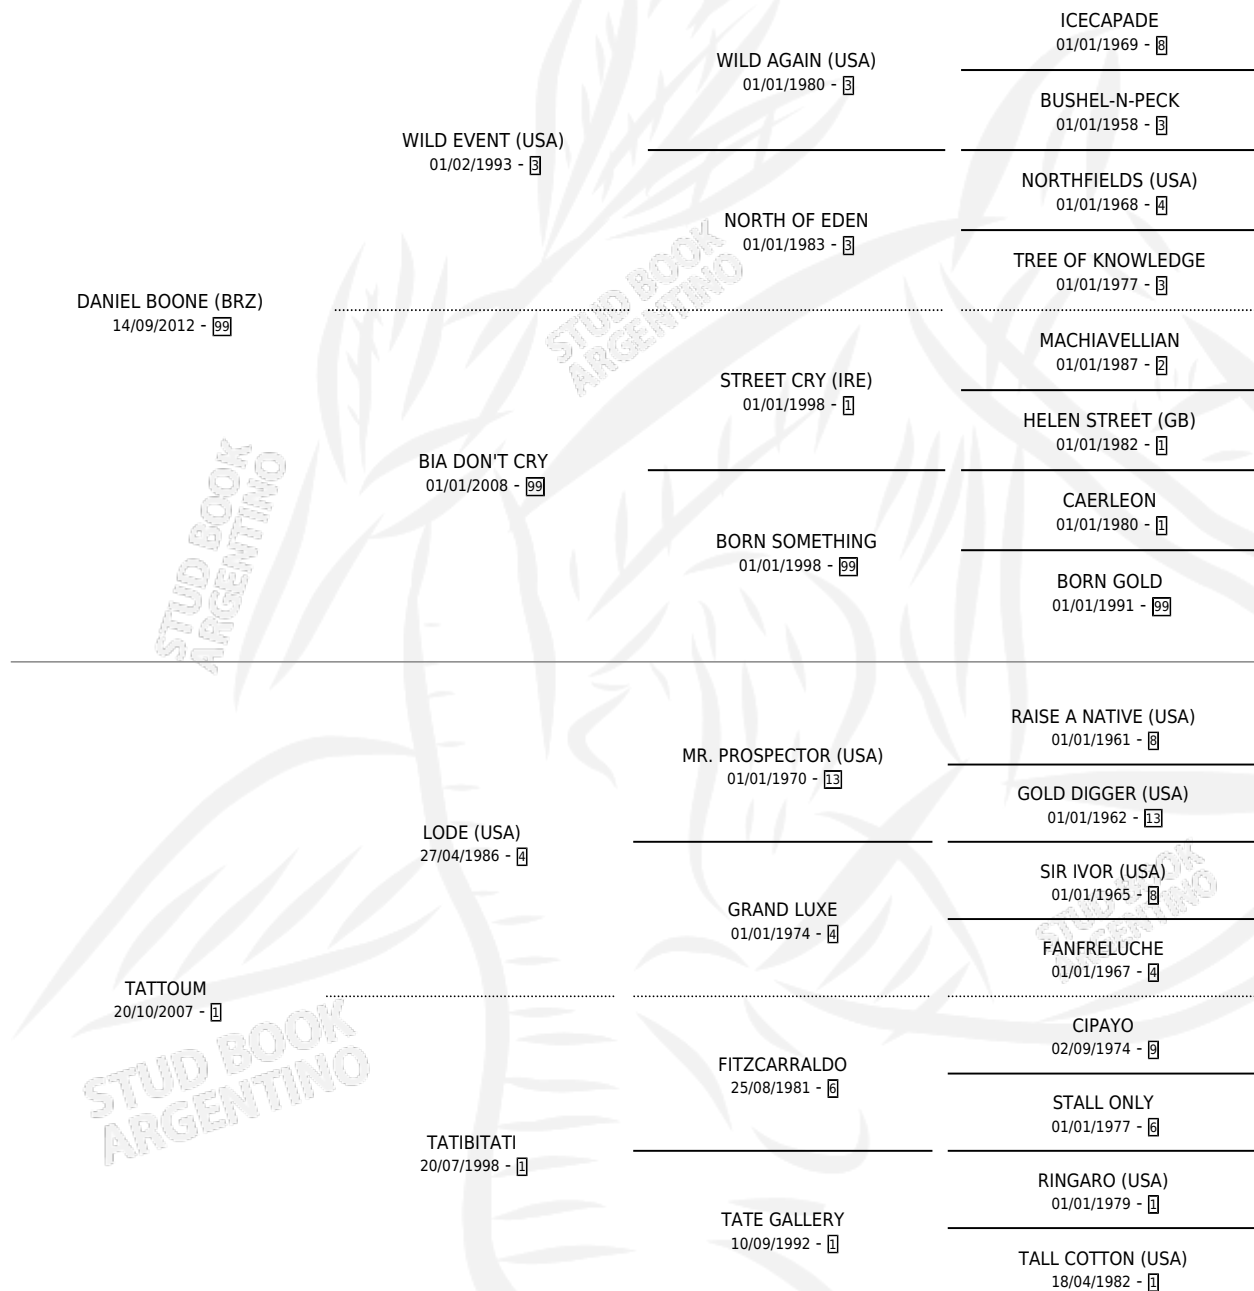 ICECAPADE
01/01/1969 - 8
WILD AGAIN (USA)
01/01/1980 - 3
BUSHEL-N-PECK
01/01/1958 - 3
WILD EVENT (USA)
01/02/1993 - 3
NORTHFIELDS (USA)
01/01/1968 - 4
NORTH OF EDEN
01/01/1983 - 3
TREE OF KNOWLEDGE
01/01/1977 - 3
DANIEL BOONE (BRZ)
14/09/2012 - 99
STUD BOOK
ARGENTINO
MACHIAVELLIAN
01/01/1987 - 2
STREET CRY (IRE)
01/01/1998 - 1
HELEN STREET (GB)
01/01/1982 - 1
BIA DON'T CRY
01/01/2008 - 99
CAERLEON
01/01/1980 - 1
BORN SOMETHING
01/01/1998 - 99
BORN GOLD
01/01/1991 - 99
STUD BOOK
ARGENTINO
RAISE A NATIVE (USA)
01/01/1961 - 8
MR. PROSPECTOR (USA)
01/01/1970 - 13
GOLD DIGGER (USA)
01/01/1962 - 13
LODE (USA)
27/04/1986 - 4
SIR IVOR (USA)
01/01/1965 - 8
STUD BOOK
ARGENTINO
GRAND LUXE
01/01/1974 - 4
FANFRELUCHE
01/01/1967 - 4
TATTOUM
20/10/2007 - 1
STUD BOOK
ARGENTINO
CIPAYO
02/09/1974 - 9
FITZCARRALDO
25/08/1981 - 6
STALL ONLY
01/01/1977 - 6
TATIBITATI
20/07/1998 - 1
RINGARO (USA)
01/01/1979 - 1
TATE GALLERY
10/09/1992 - 1
TALL COTTON (USA)
18/04/1982 - 1